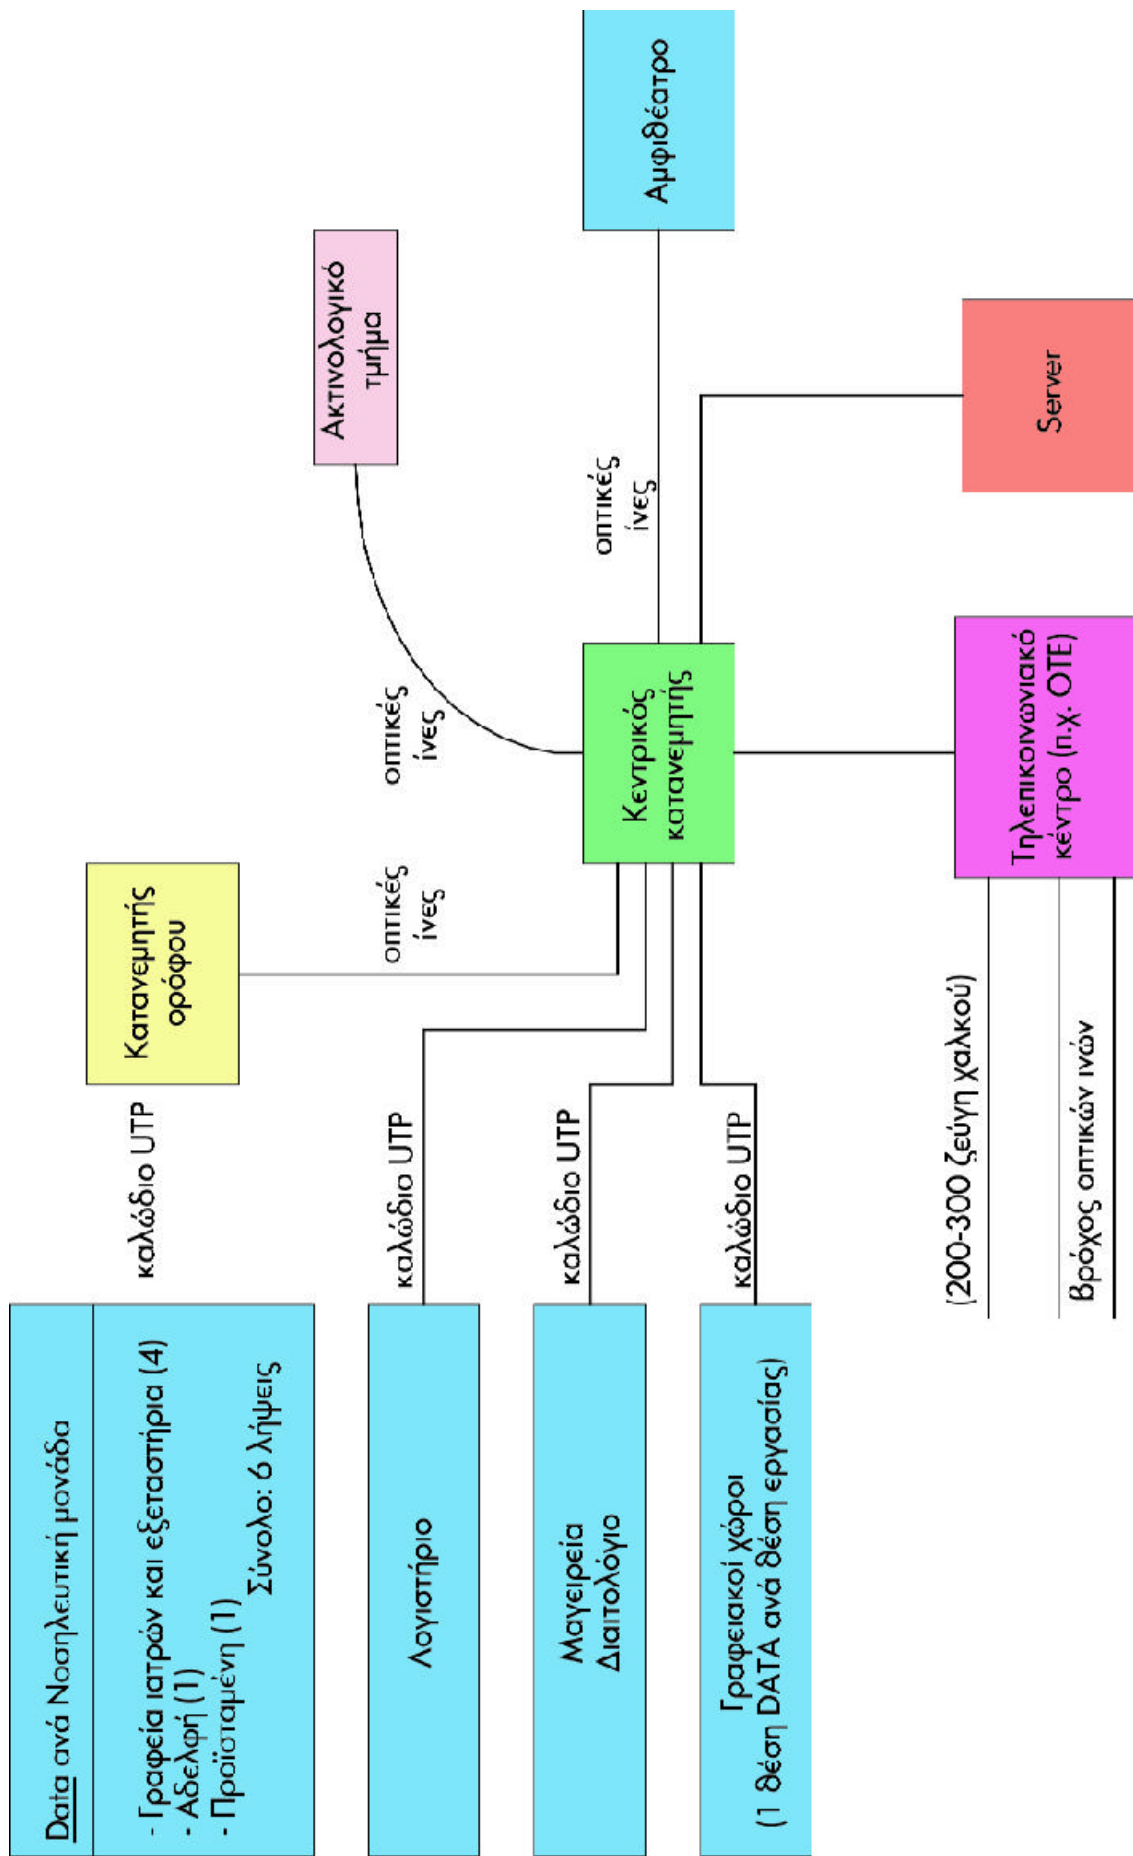 Data ανά Νοσηλευτική μονάδα
- Γραφεία ιατρών και εξεταστήρια (4)
- Αδελφή (1)
- Προϊσταμένη (1)
Σύνολο: 6 λήψεις
καλώδιο UTP
Κατανεμητής
ορόφου
οπτικές
ίνες
Λογιστήριο
καλώδιο UTP
Μαγειρεία
Διαιτολόγιο
καλώδιο UTP
Γραφειακοί χώροι
(1 θέση DATA ανά θέση εργασίας)
καλώδιο UTP
Κεντρικός
κατανεμητής
οπτικές
ίνες
Ακτινολογικό
τμήμα
οπτικές
ίνες
Αμφιθέατρο
Server
Τηλεπικοινωνιακό
κέντρο (π.χ. ΟΤΕ)
(200-300 ζεύγη χαλκού)
βρόχος οπτικών ινών